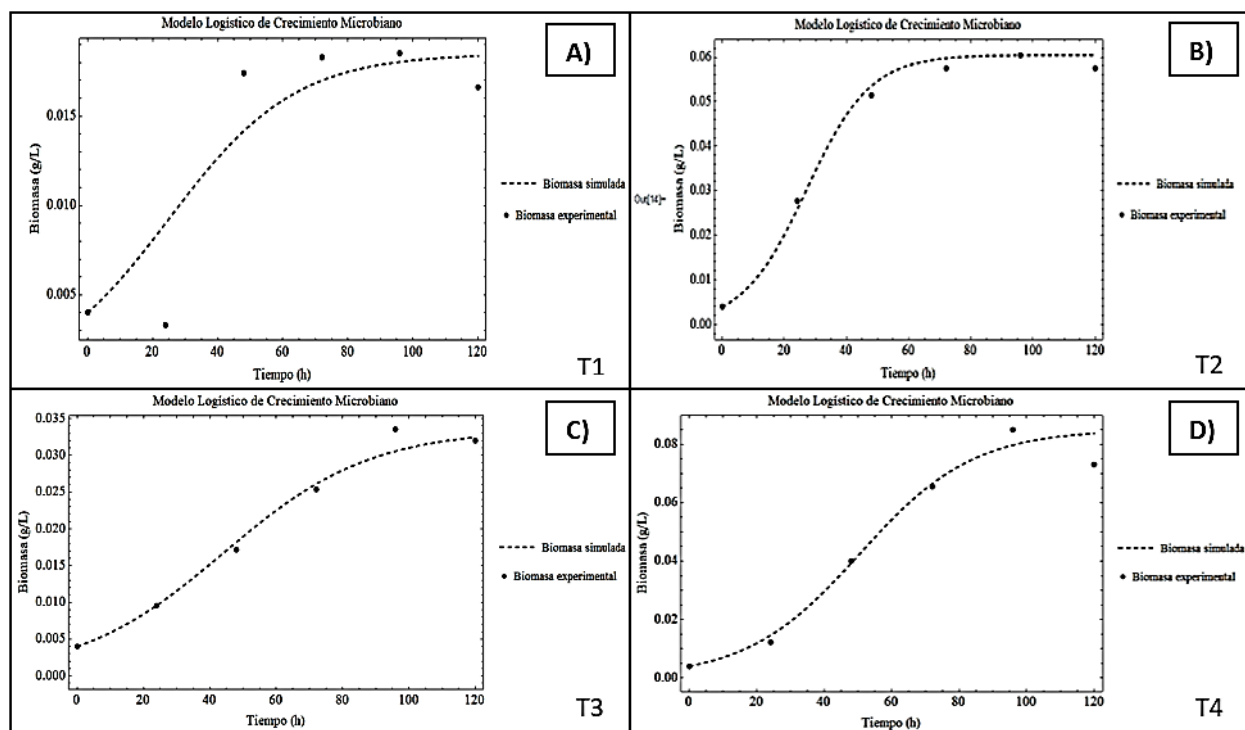 Modelo Logístico de Crecimiento Microbiano
A)
Biomasa (g/L)
0.015
0.010
0.005
0 20 40 60 80 100 120
Tiempo (h)
Biomasa simulada
Biomasa experimental
T1
Modelo Logístico de Crecimiento Microbiano
B)
Out[14]=
Biomasa (g/L)
0.06
0.05
0.04
0.03
0.02
0.01
0.00
0 20 40 60 80 100 120
Tiempo (h)
Biomasa simulada
Biomasa experimental
T2
Modelo Logístico de Crecimiento Microbiano
C)
Biomasa (g/L)
0.035
0.030
0.025
0.020
0.015
0.010
0.005
0.000
0 20 40 60 80 100 120
Tiempo (h)
Biomasa simulada
Biomasa experimental
T3
Modelo Logístico de Crecimiento Microbiano
D)
Biomasa (g/L)
0.08
0.06
0.04
0.02
0.00
0 20 40 60 80 100 120
Tiempo (h)
Biomasa simulada
Biomasa experimental
T4